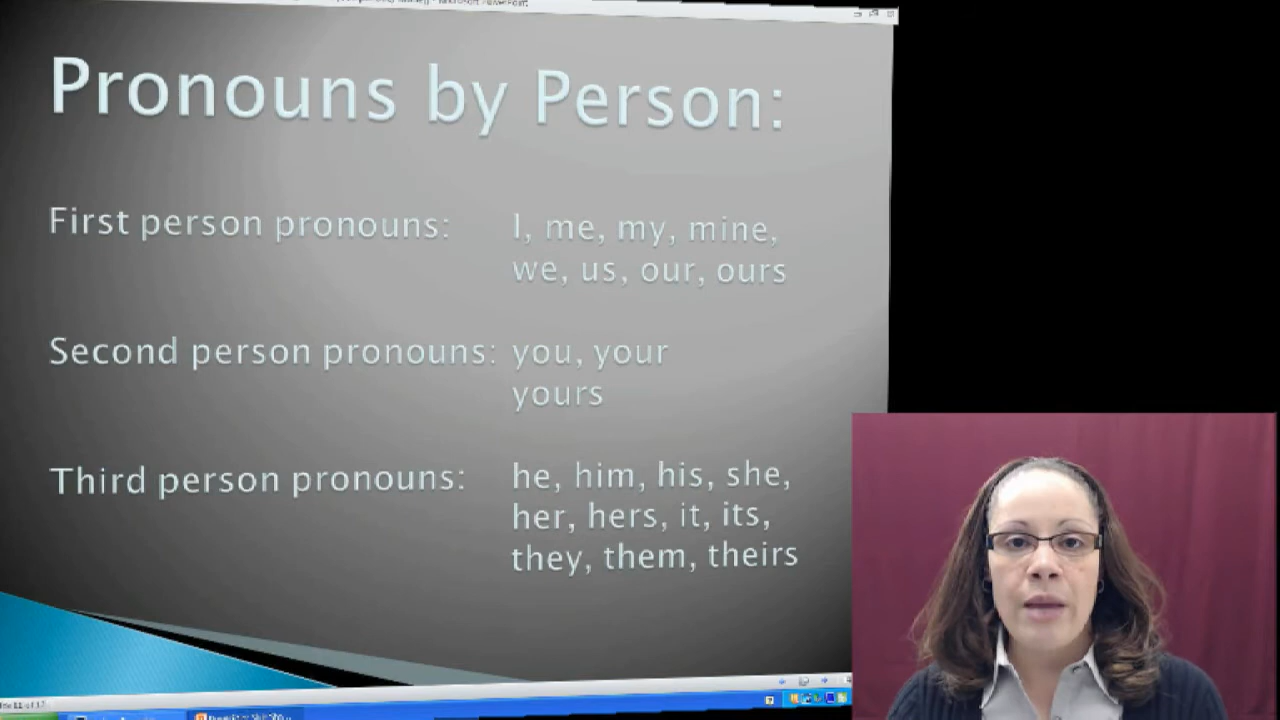 Pronouns by Person:
First person pronouns: I, me, my, mine,
we, us, our, ours
Second person pronouns: you, your
yours
Third person pronouns: he, him, his, she,
her, hers, it, its,
they, them, theirs